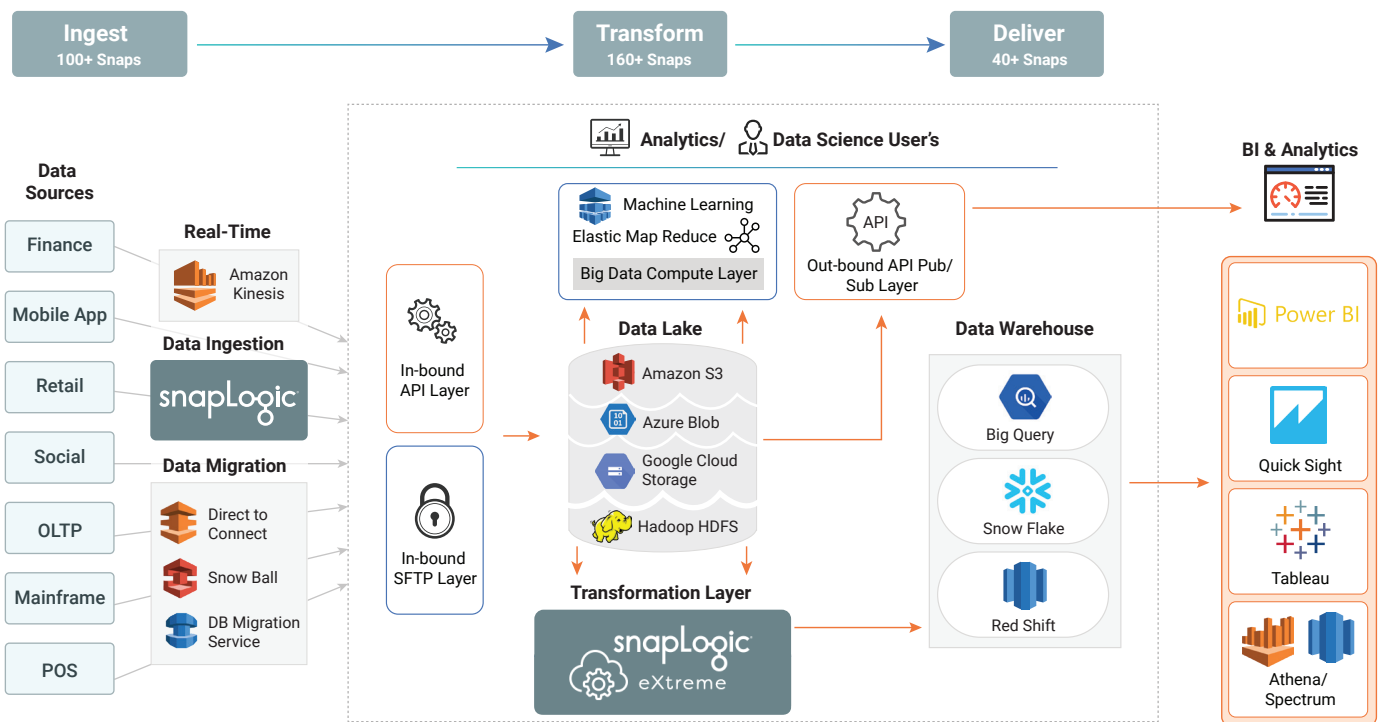 Ingest
100+ Snaps
Transform
160+ Snaps
Deliver
40+ Snaps
Analytics/
Data Science User's
BI & Analytics
Data
Sources
Finance
Mobile App
Retail
Social
OLTP
Mainframe
POS
Real-Time
Amazon
Kinesis
Data Ingestion
snapLogic
Data Migration
Direct to
Connect
Snow Ball
DB Migration
Service
In-bound
API Layer
In-bound
SFTP Layer
Machine Learning
Elastic Map Reduce
Big Data Compute Layer
API
Out-bound API Pub/
Sub Layer
Data Lake
Amazon S3
10
01
Azure Blob
Google Cloud
Storage
Hadoop HDFS
Transformation Layer
snapLogic
eXtreme
Data Warehouse
Big Query
Snow Flake
Red Shift
Power BI
Quick Sight
Tableau
Athena/
Spectrum